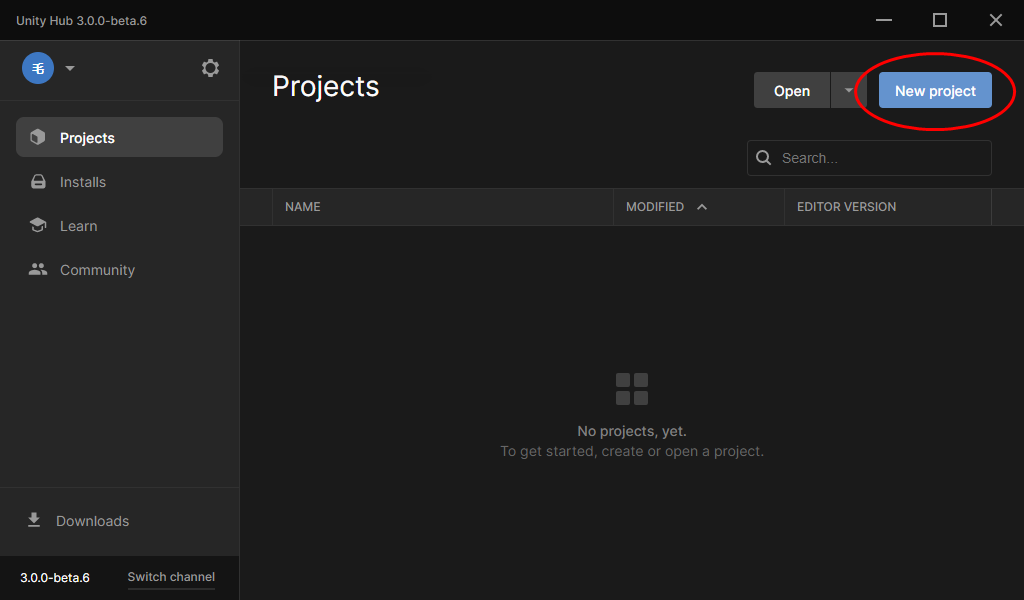 Unity Hub 3.0.0-beta.6
Projects
Installs
Learn
Community
Downloads
3.0.0-beta.6 Switch channel
Projects
Open
New project
Search...
NAME MODIFIED EDITOR VERSION
No projects, yet.
To get started, create or open a project.